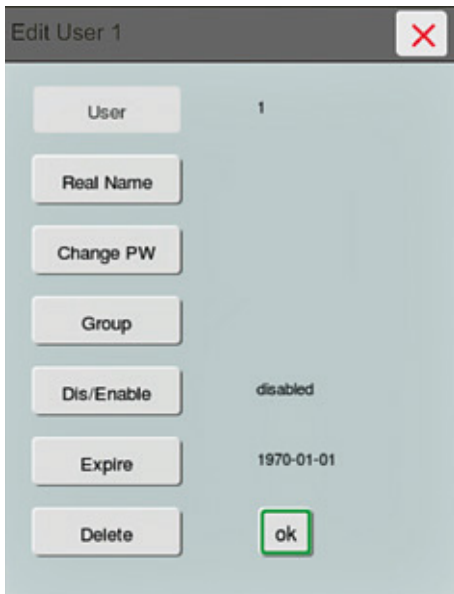 Edit User 1
User 1
Real Name
Change PW
Group
Dis/Enable disabled
Expire 1970-01-01
Delete ok